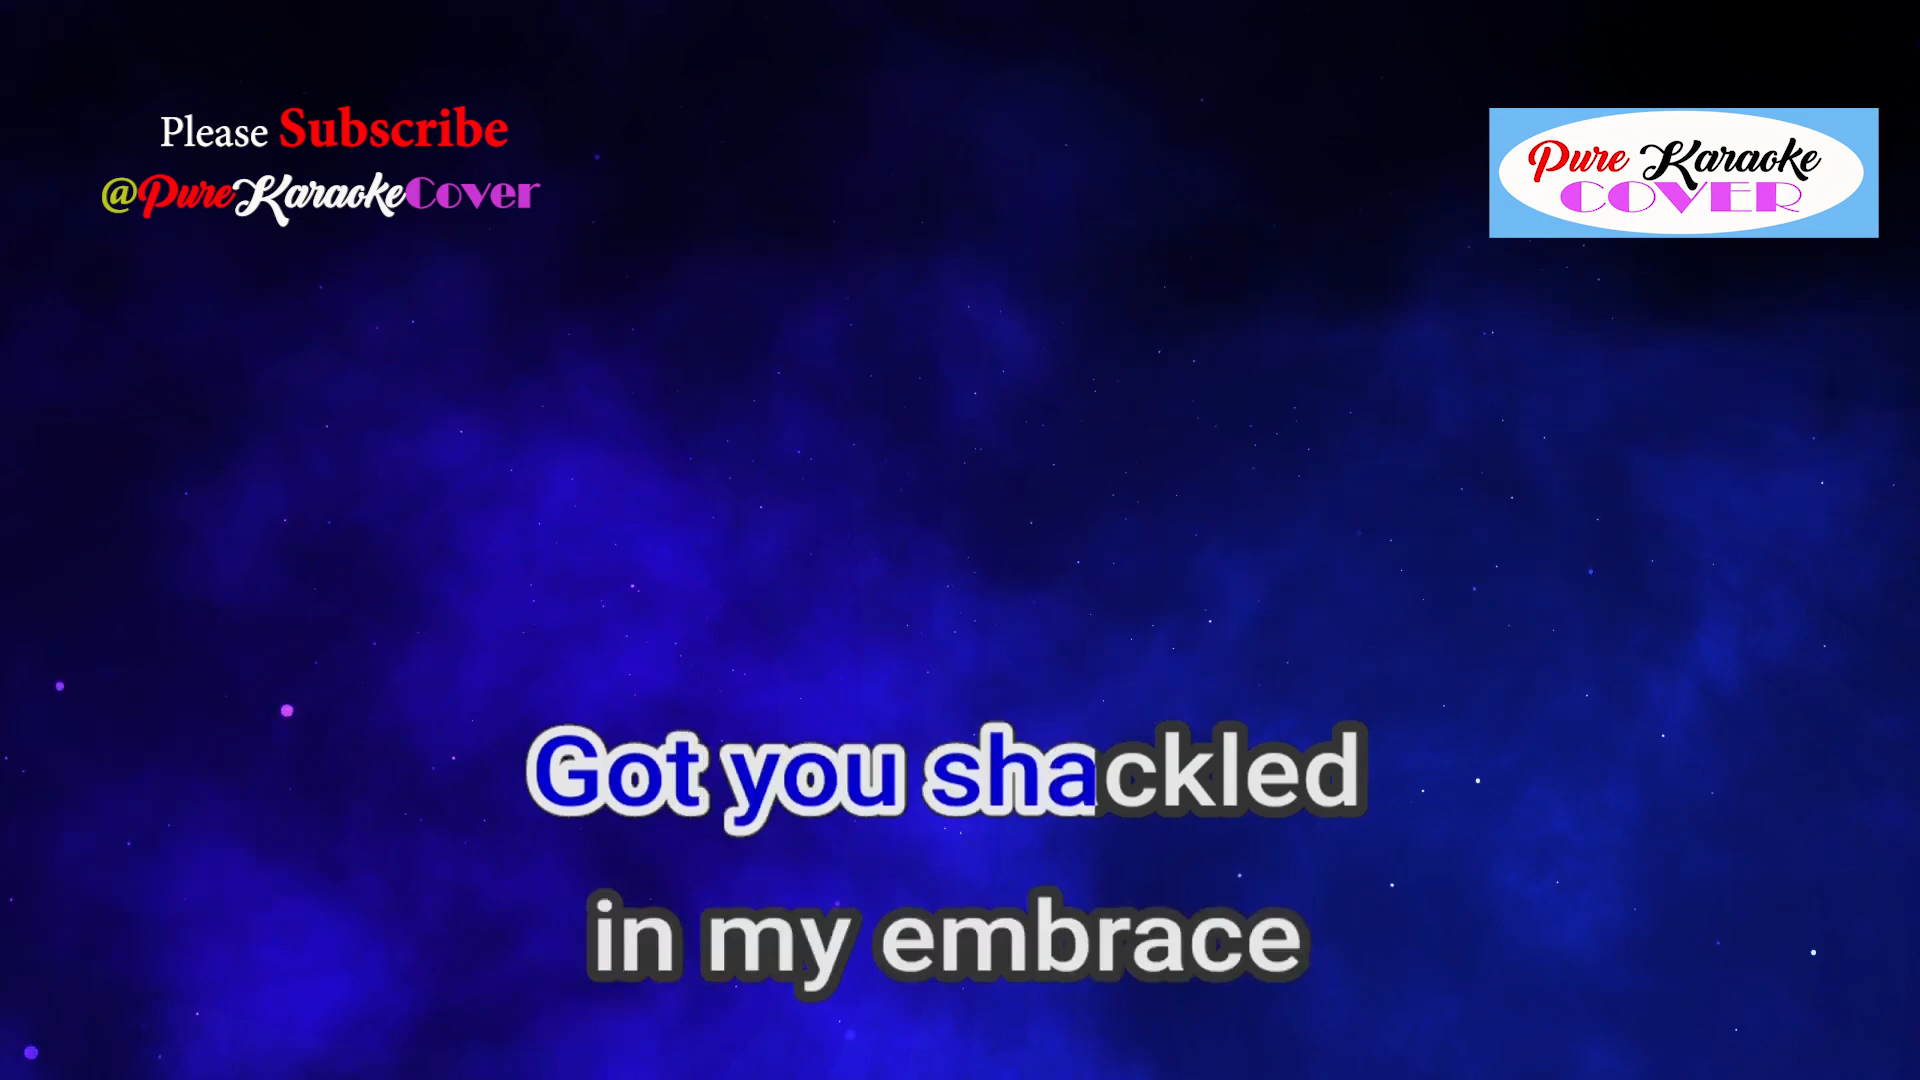 Please Subscribe
@PureKaraokeCover
Pure Karaoke
COVER
Got you shackled
in my embrace